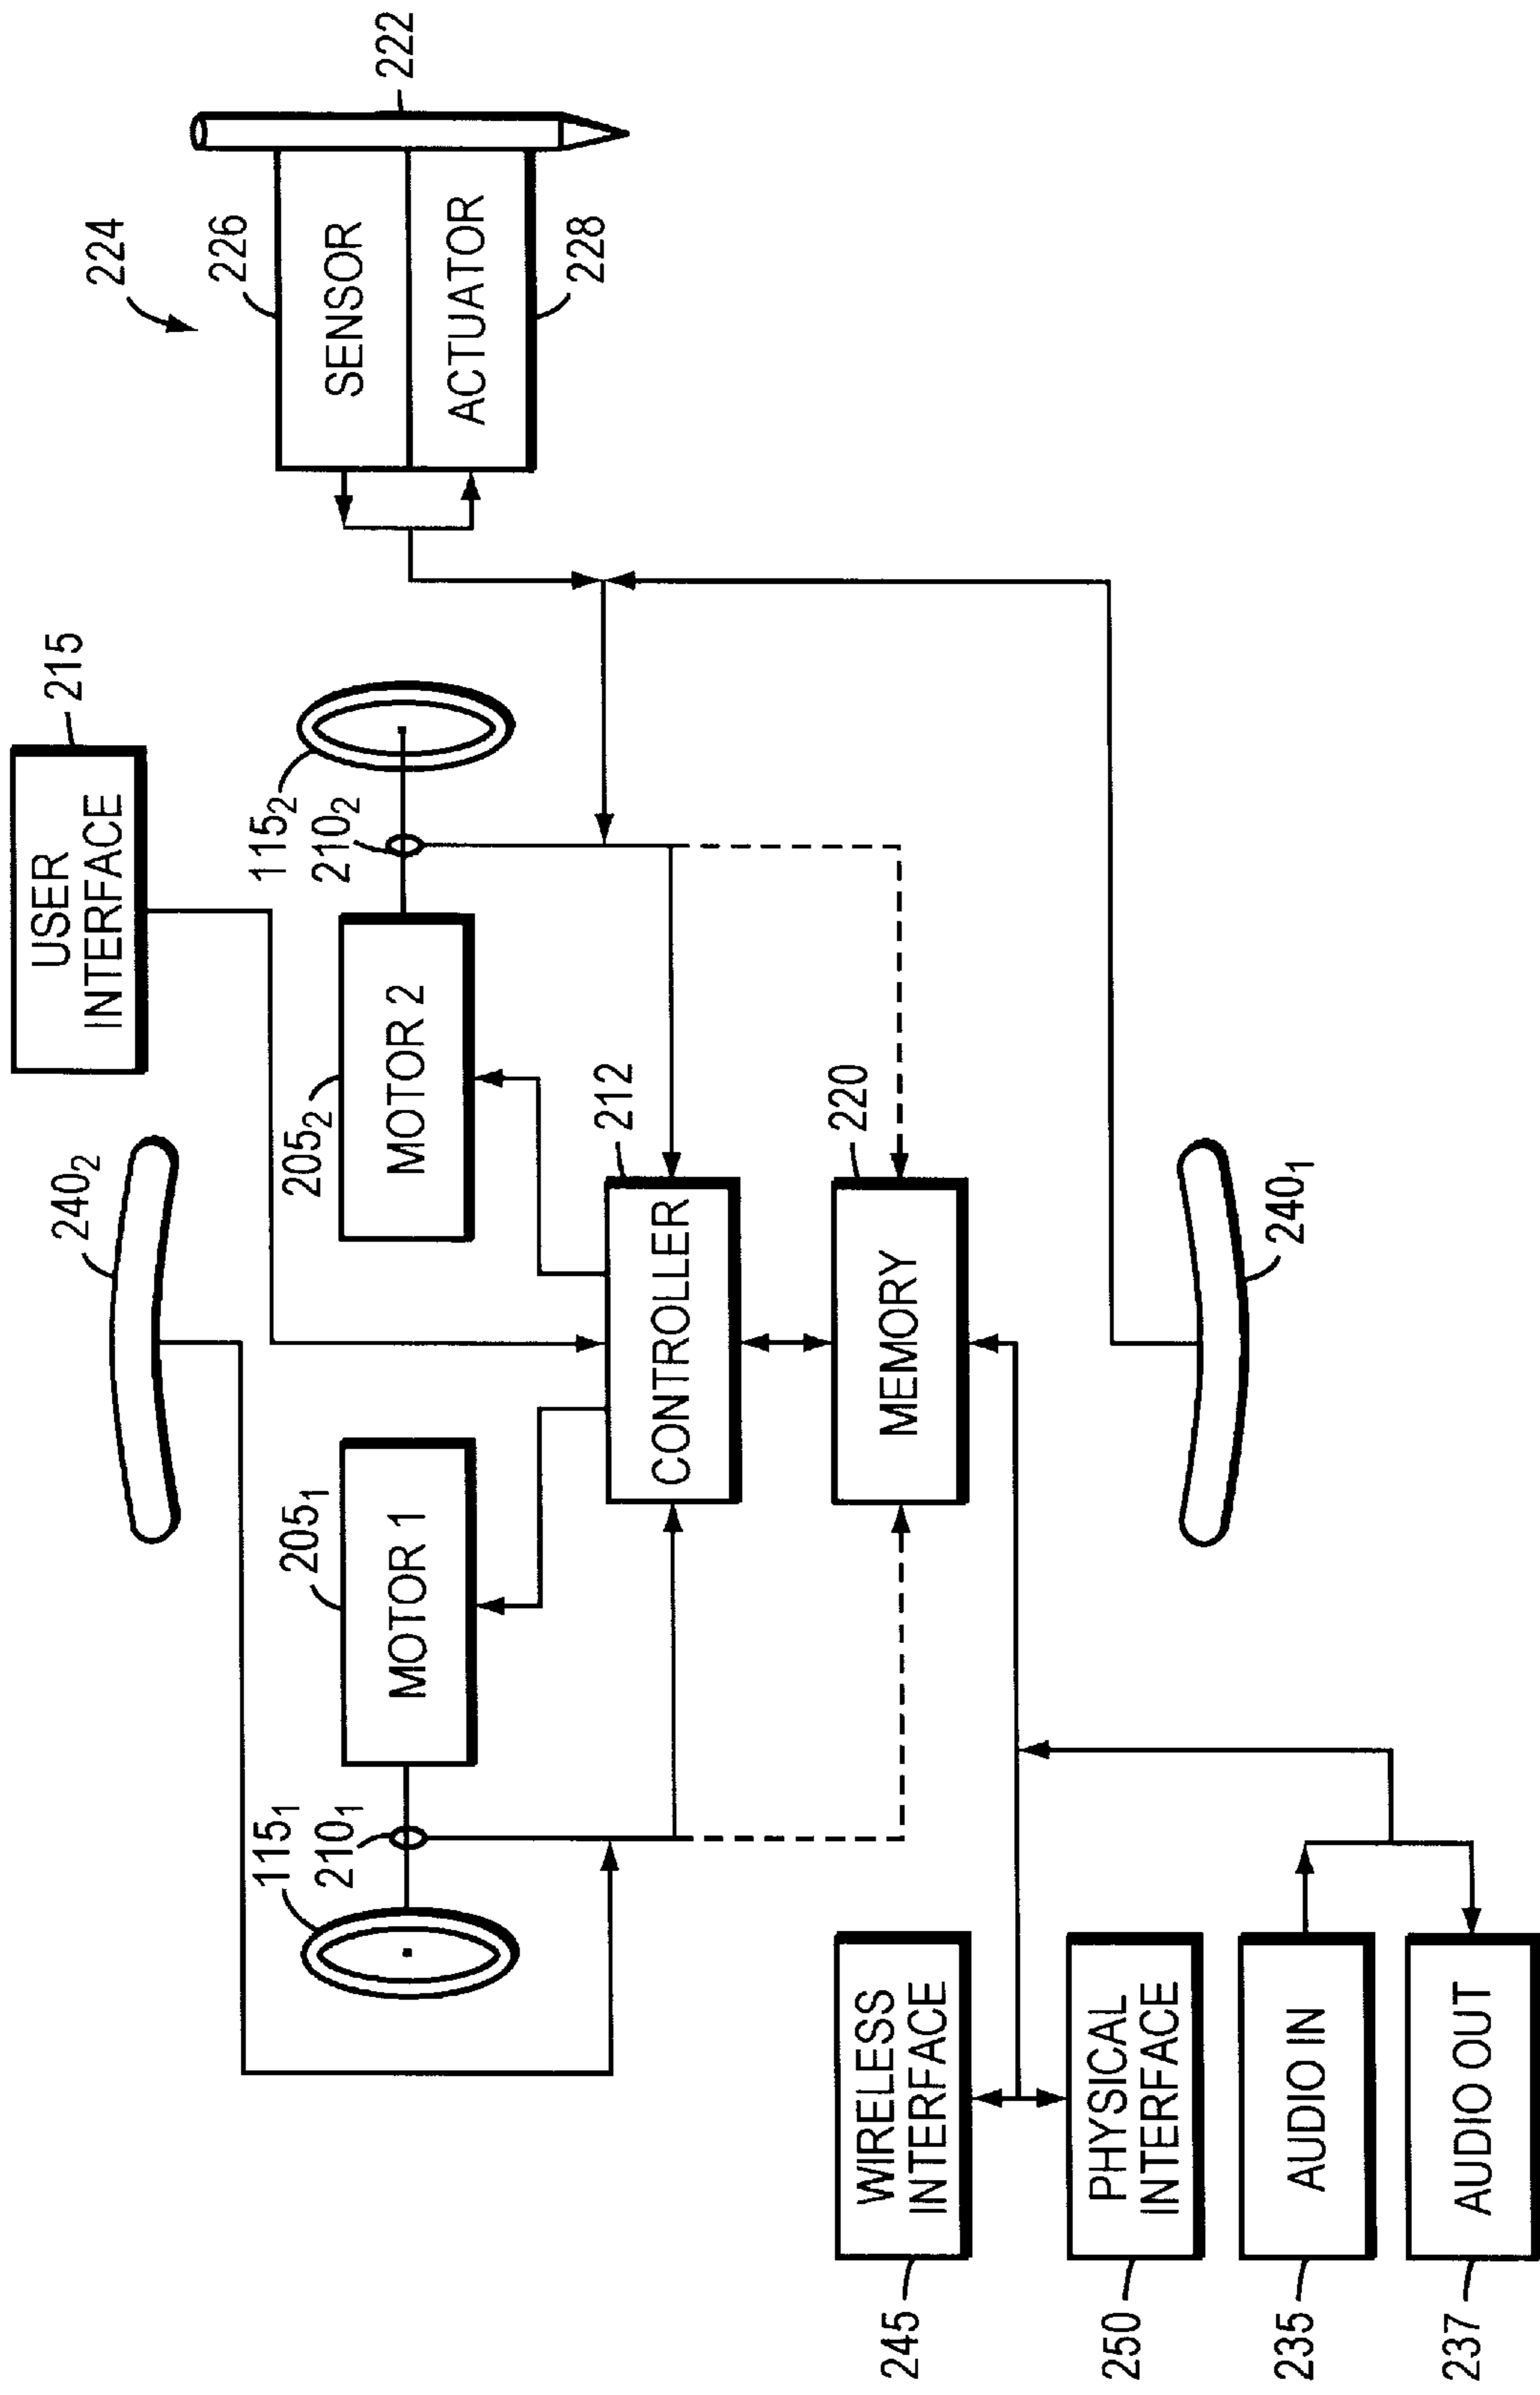 USER
INTERFACE
215
240₂
224
226
222
SENSOR
ACTUATOR
228
115₁
210₁
205₁
MOTOR 1
205₂
MOTOR 2
115₂
210₂
212
CONTROLLER
220
MEMORY
240₁
WIRELESS
INTERFACE
245
PHYSICAL
INTERFACE
250
AUDIO IN
235
AUDIO OUT
237